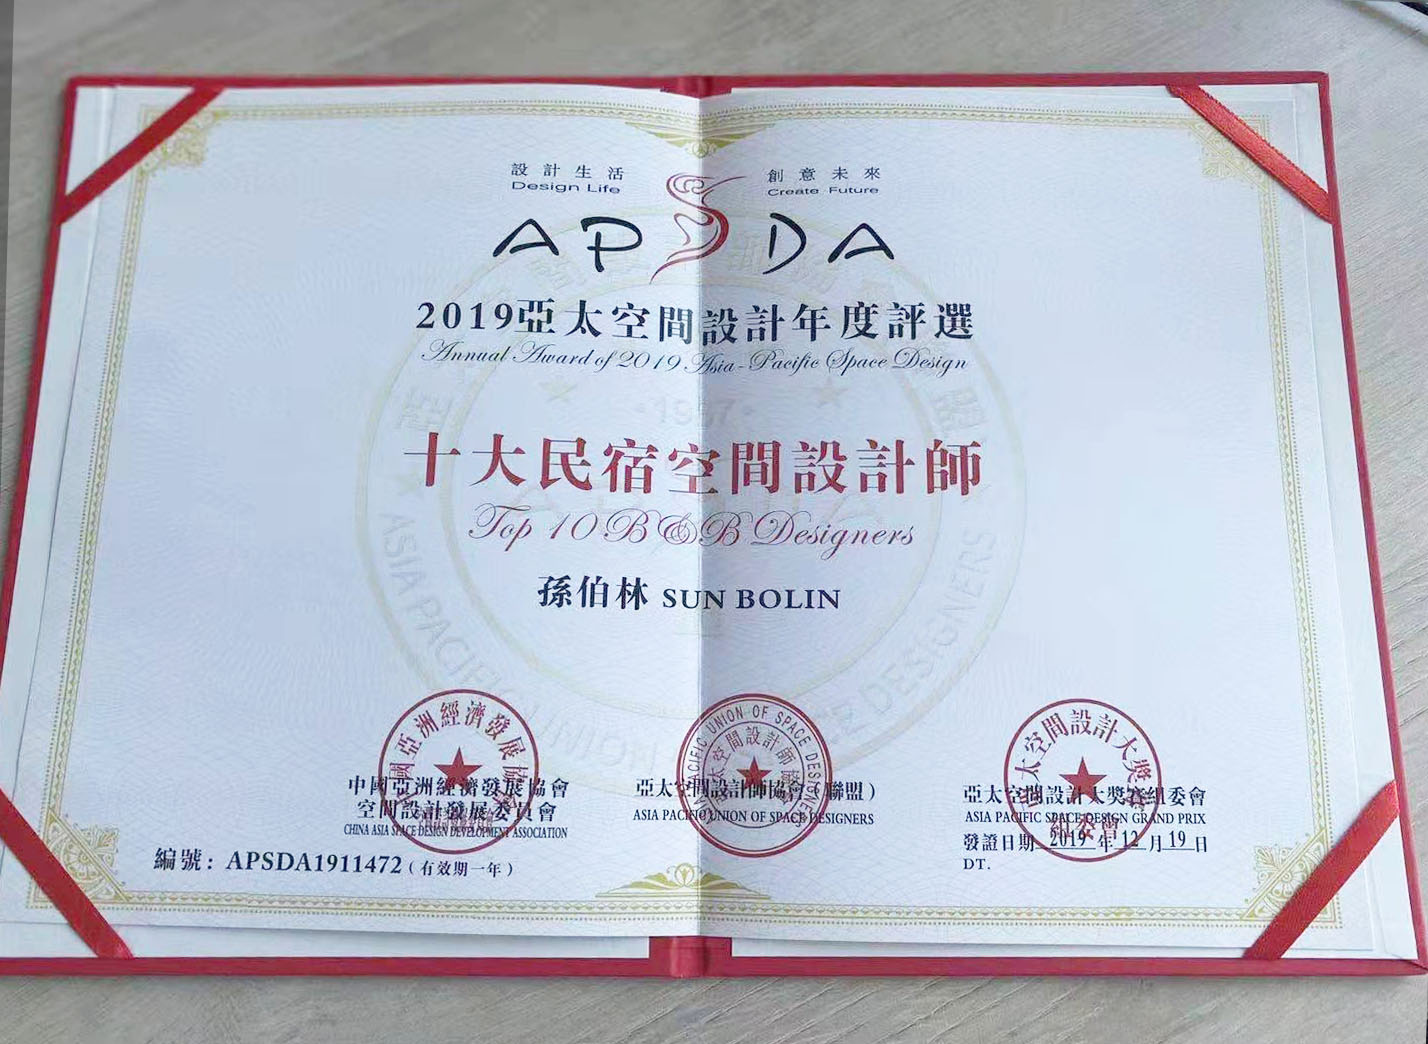 設計生活
Design Life
創意未來
Create Future
APSDA
2019亞太空間設計年度評選
Annual Award of 2019 Asia-Pacific Space Design
十大民宿空間設計師
Top 10 B&B Designers
孫伯林 SUN BOLIN
中國亞洲經濟發展協會
空間設計發展委員會
CHINA ASIA SPACE DESIGN DEVELOPMENT ASSOCIATION
亞太空間設計師協會(聯盟)
ASIA PACIFIC UNION OF SPACE DESIGNERS
亞太空間設計大獎賽組委會
ASIA PACIFIC SPACE DESIGN GRAND PRIX
發證日期 2019 年 12 月 19 日
DT.
編號: APSDA1911472 (有效期一年)